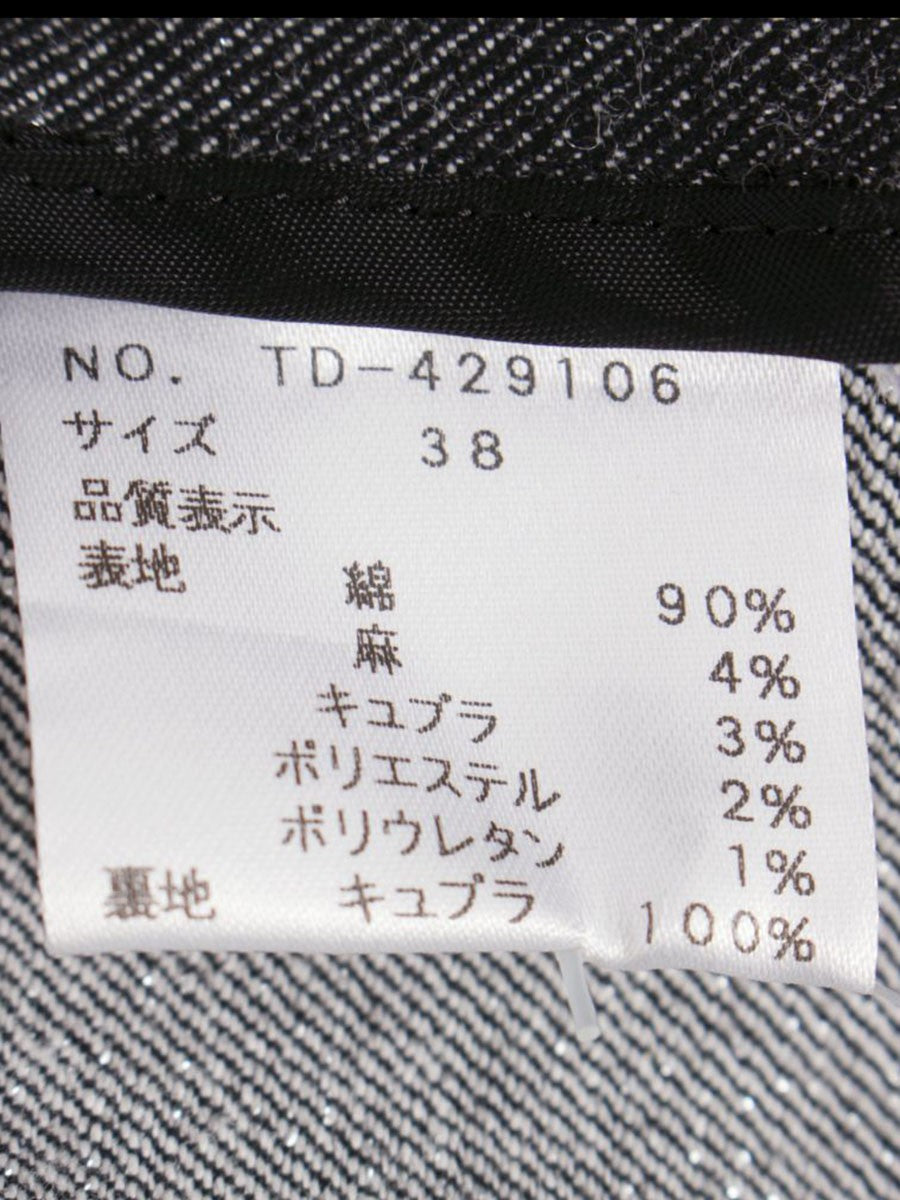 NO. TD-429106
サイズ 38
品質表示
表地
綿 90%
麻 4%
キュプラ 3%
ポリエステル 2%
ポリウレタン 1%
裏地 キュプラ 100%